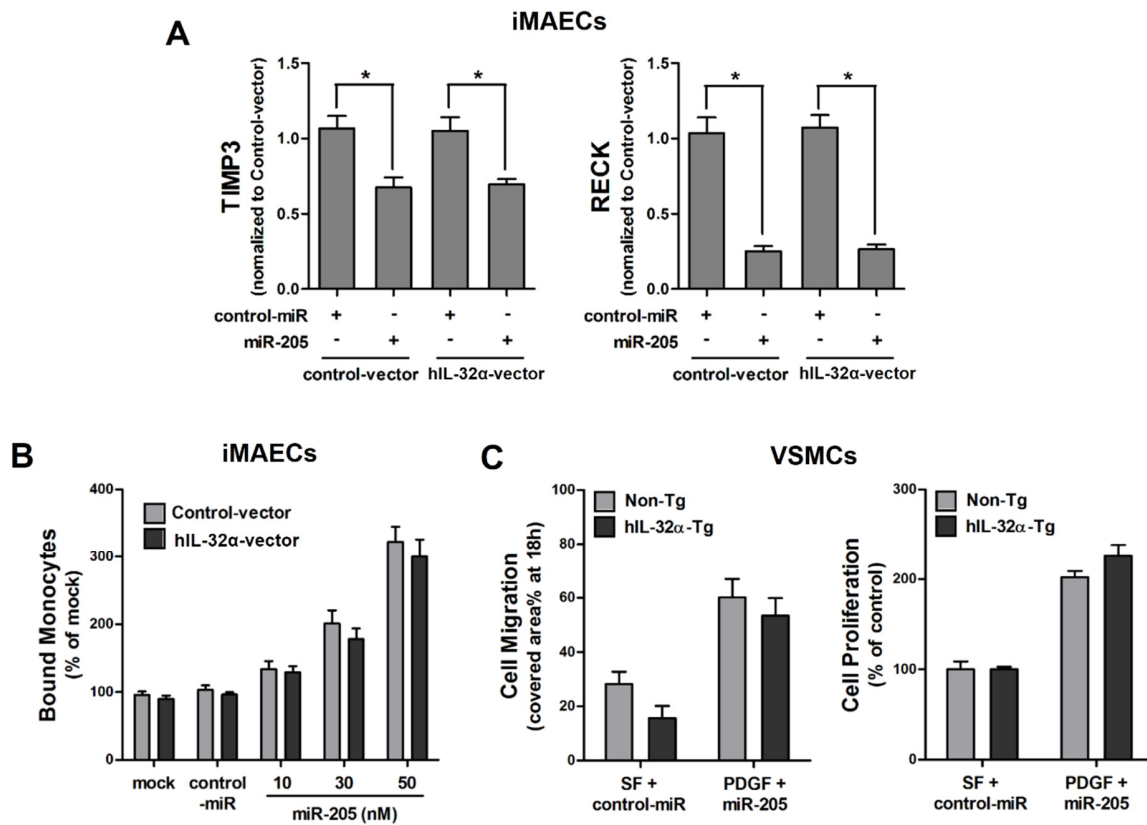 iMAECs
A
TIMP3
(nomalized to Control-vector)
1.5
1.0
0.5
0.0
* *
control-miR + - + -
miR-205 - + - +
control-vector hIL-32α-vector
RECK
(nomalized to Control-vector)
1.5
1.0
0.5
0.0
* *
control-miR + - + -
miR-205 - + - +
control-vector hIL-32α-vector
B
iMAECs
Bound Monocytes
(% of mock)
400
300
200
100
0
Control-vector
hIL-32α-vector
mock control 10 30 50
-miR
miR-205 (nM)
C
VSMCs
Cell Migration
(covered area% at 18h)
100
80
60
40
20
0
Non-Tg
hIL-32α-Tg
SF + PDGF +
control-miR miR-205
Cell Proliferation
(% of control)
300
200
100
0
Non-Tg
hIL-32α-Tg
SF + PDGF +
control-miR miR-205